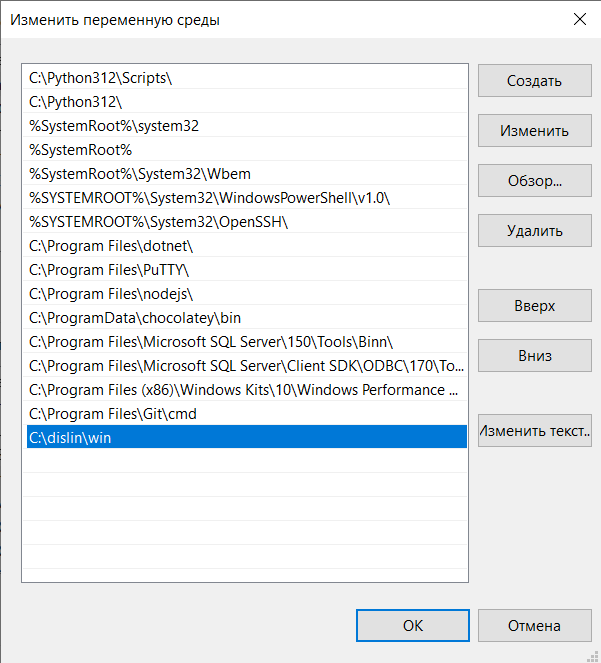 Изменить переменную среды
C:\Python312\Scripts\
C:\Python312\
%SystemRoot%\system32
%SystemRoot%
%SystemRoot%\System32\Wbem
%SYSTEMROOT%\System32\WindowsPowerShell\v1.0\
%SYSTEMROOT%\System32\OpenSSH\
C:\Program Files\dotnet\
C:\Program Files\PuTTY\
C:\Program Files\nodejs\
C:\ProgramData\chocolatey\bin
C:\Program Files\Microsoft SQL Server\150\Tools\Binn\
C:\Program Files\Microsoft SQL Server\Client SDK\ODBC\170\To...
C:\Program Files (x86)\Windows Kits\10\Windows Performance ...
C:\Program Files\Git\cmd
C:\dislin\win
Создать
Изменить
Обзор...
Удалить
Вверх
Вниз
Изменить текст..
ОК
Отмена